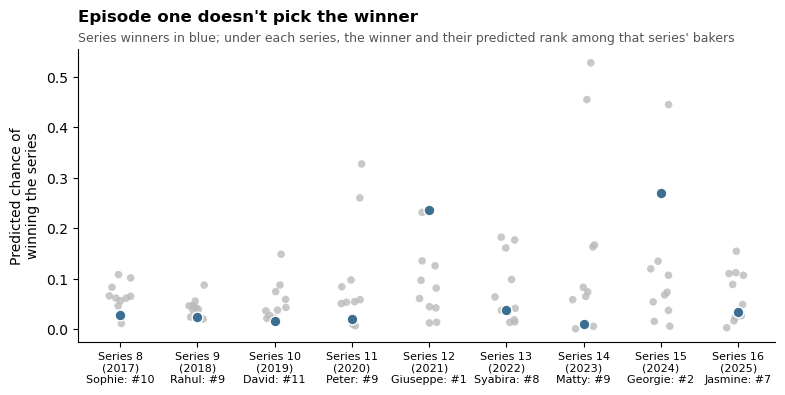 Episode one doesn't pick the winner
Series winners in blue; under each series, the winner and their predicted rank among that series' bakers
Predicted chance of
winning the series
0.5
0.4
0.3
0.2
0.1
0.0
Series 8 Series 9 Series 10 Series 11 Series 12 Series 13 Series 14 Series 15 Series 16
(2017) (2018) (2019) (2020) (2021) (2022) (2023) (2024) (2025)
Sophie: #10 Rahul: #9 David: #11 Peter: #9 Giuseppe: #1 Syabira: #8 Matty: #9 Georgie: #2 Jasmine: #7